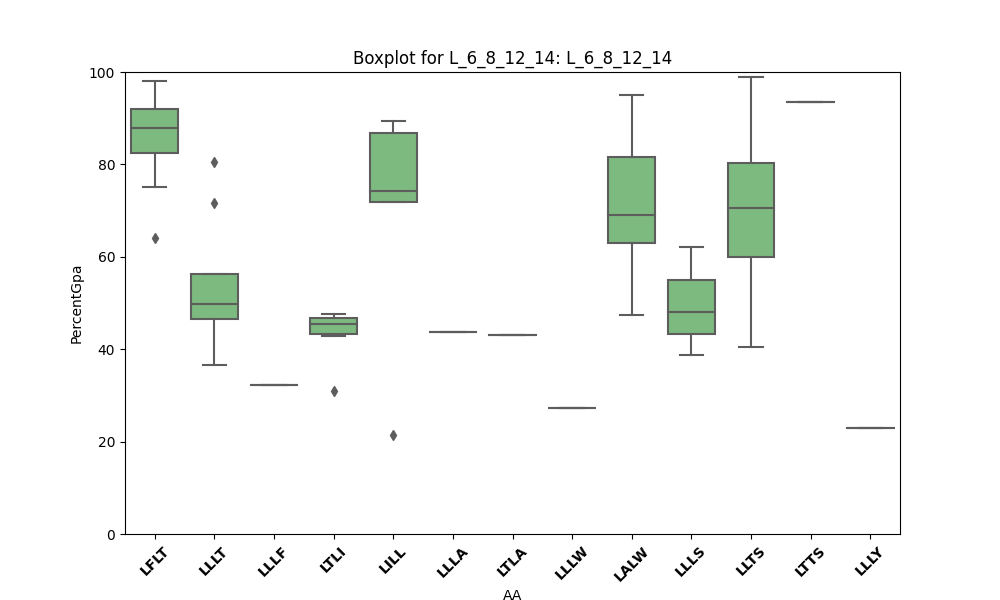 Boxplot for L_6_8_12_14: L_6_8_12_14
100
80
60
40
20
0
PercentGpa
LFLT
LLLT
LLLF
LTLI
LILL
LLLA
LTLA
LLLW
LALW
LLLS
LLTS
LTTS
LLLY
AA